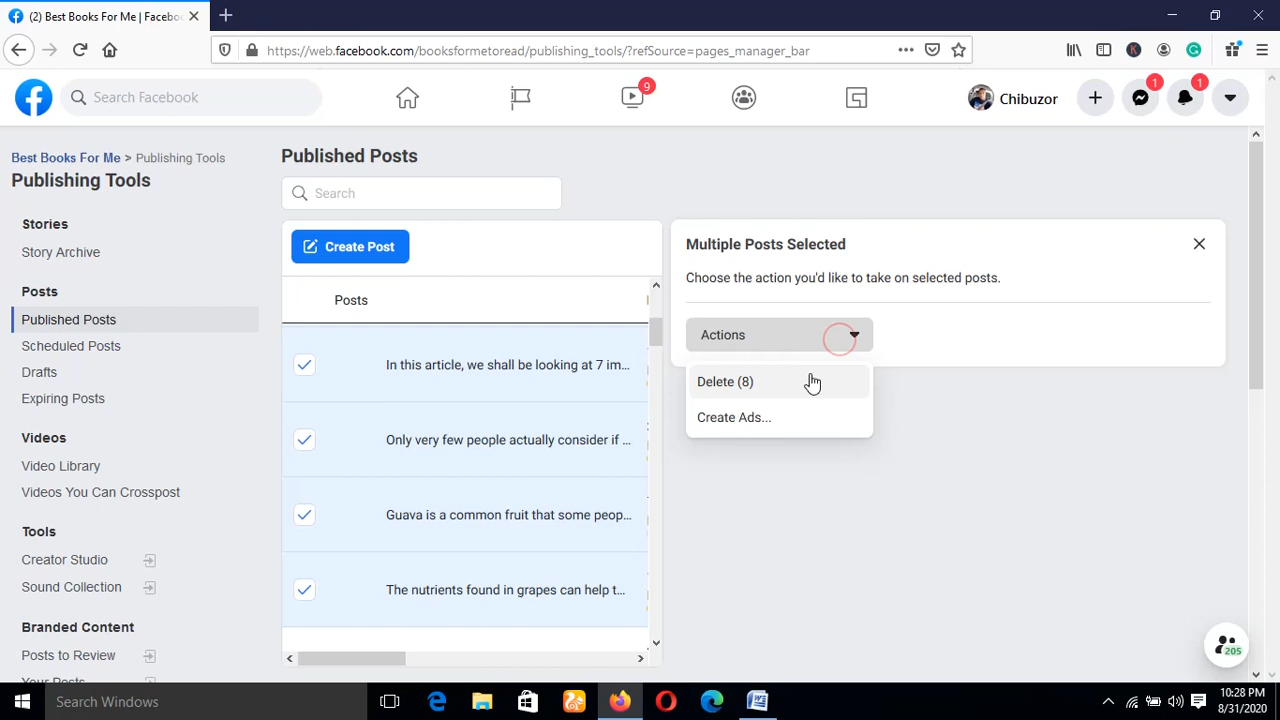 (2) Best Books For Me | Facebo
https://web.facebook.com/booksformetoread/publishing_tools/?refSource=pages_manager_bar
Search Facebook
9
Chibuzor
1
1
Best Books For Me > Publishing Tools
Publishing Tools
Stories
Story Archive
Posts
Published Posts
Scheduled Posts
Drafts
Expiring Posts
Videos
Video Library
Videos You Can Crosspost
Tools
Creator Studio
Sound Collection
Branded Content
Posts to Review
Your Posts
Published Posts
Search
Create Post
Posts
In this article, we shall be looking at 7 im...
Only very few people actually consider if ...
Guava is a common fruit that some peop...
The nutrients found in grapes can help t...
Multiple Posts Selected
Choose the action you'd like to take on selected posts.
Actions
Delete (8)
Create Ads...
205
Search Windows
10:28 PM
8/31/2020